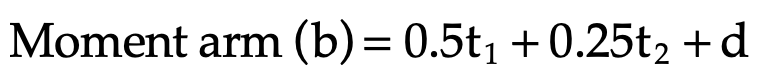 Moment arm (b) = 0.5t₁ + 0.25t₂ + d